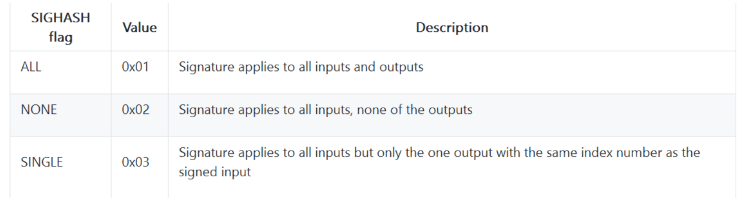 SIGHASH
flag
Value
Description
ALL
0x01
Signature applies to all inputs and outputs
NONE
0x02
Signature applies to all inputs, none of the outputs
SINGLE
0x03
Signature applies to all inputs but only the one output with the same index number as the
signed input